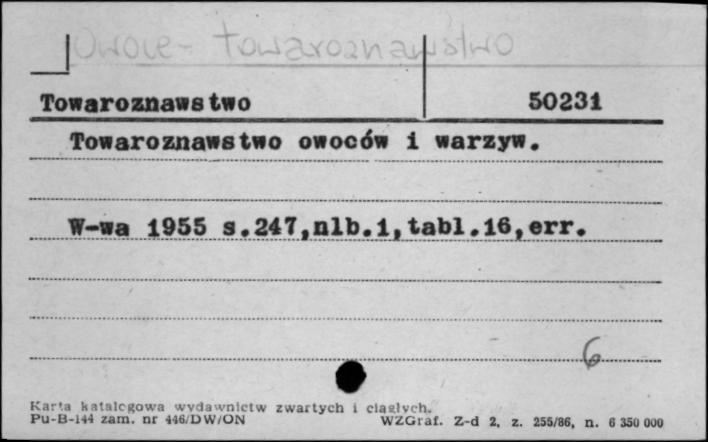 Owoce - towaroznawstwo
Towaroznawstwo 50231
Towaroznawstwo owoców i warzyw.
W-wa 1955 s.247,nlb.1,tabl.16,err.
6
Karta katalogowa wydawnictw zwartych i ciągłych.
Pu-B-144 zam. nr 446/DW/ON WZGraf. Z-d 2, z. 255/86, n. 6 350 000